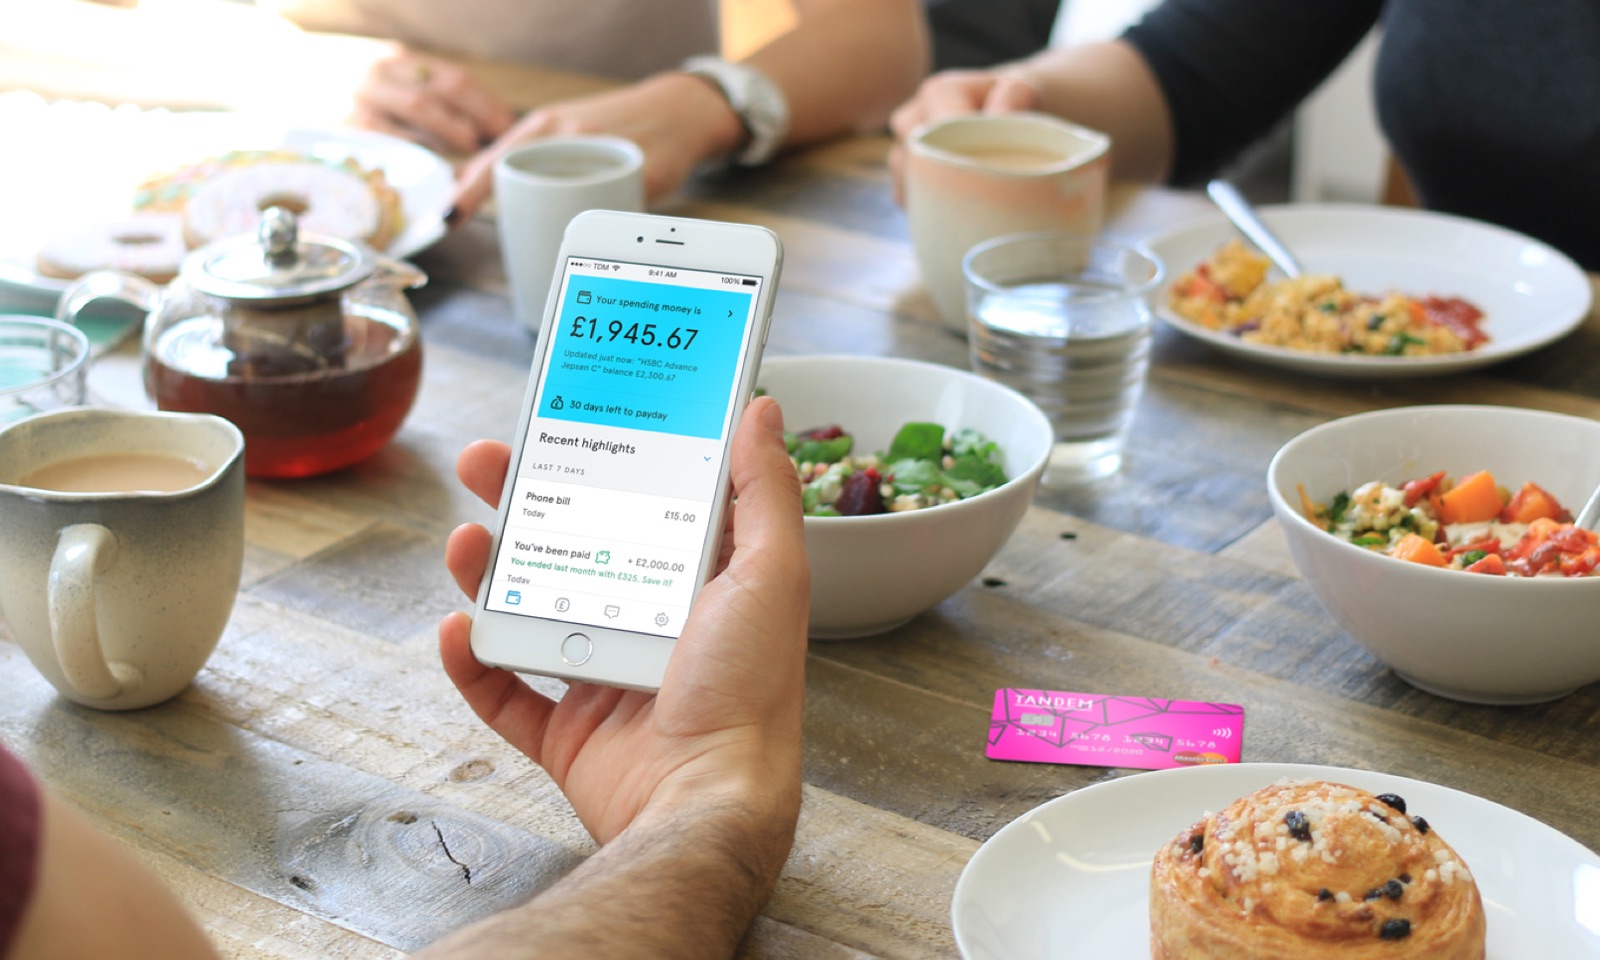 TDM
9:41 AM
100%
Your spending money is
£1,945.67
Updated just now: "HSBC Advance
Jepsen C" balance £2,300.67
30 days left to payday
Recent highlights
LAST 7 DAYS
Phone bill
£15.00
Today
You've been paid
+ £2,000.00
You ended last month with £325. Save it!
Today
TANDEM
1234 5678 1234 5678
12/2020
MasterCard